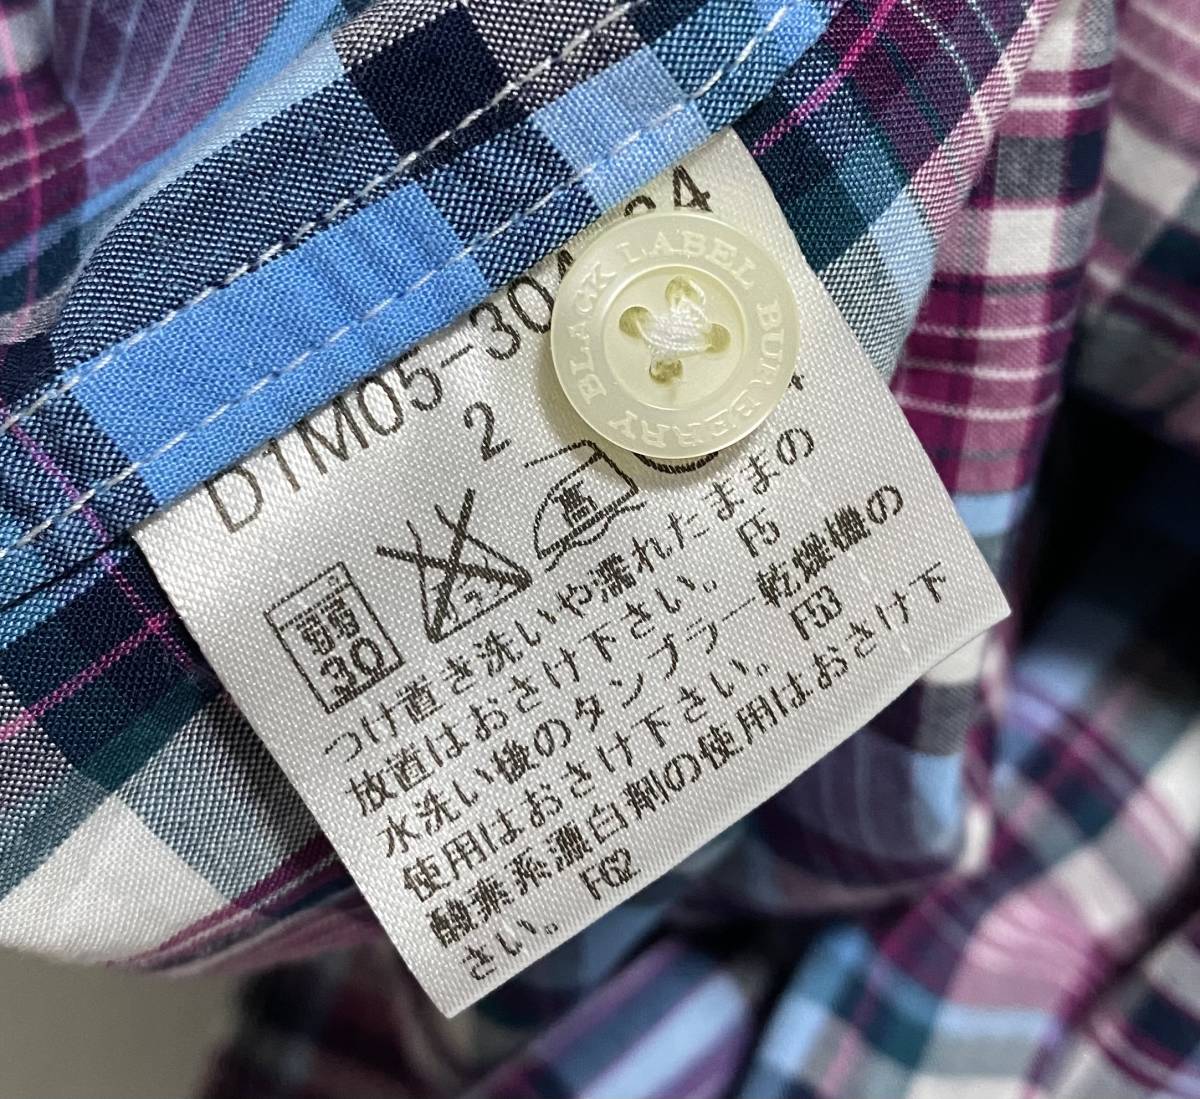 BLACK LABEL BURBERRY
D1M05-304
2
弱
30
高
つけ置き洗いや濡れたままの
放置はおさけ下さい。 F5
水洗い後のタンブラー乾燥機の
使用はおさけ下さい。 F53
酸素系漂白剤の使用はおさけ下
さい。 F62